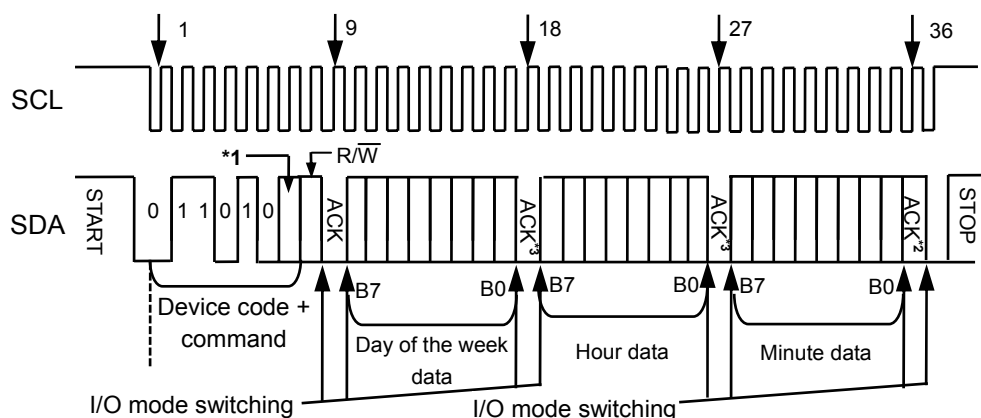 1 9 18 27 36
SCL
*1 R/W̅
SDA START 0 1 1 0 1 0 ACK ACK*3 ACK*3 ACK*2 STOP
B7 B0 B7 B0 B7 B0
Device code +
command
Day of the week
data
Hour data
Minute data
I/O mode switching I/O mode switching